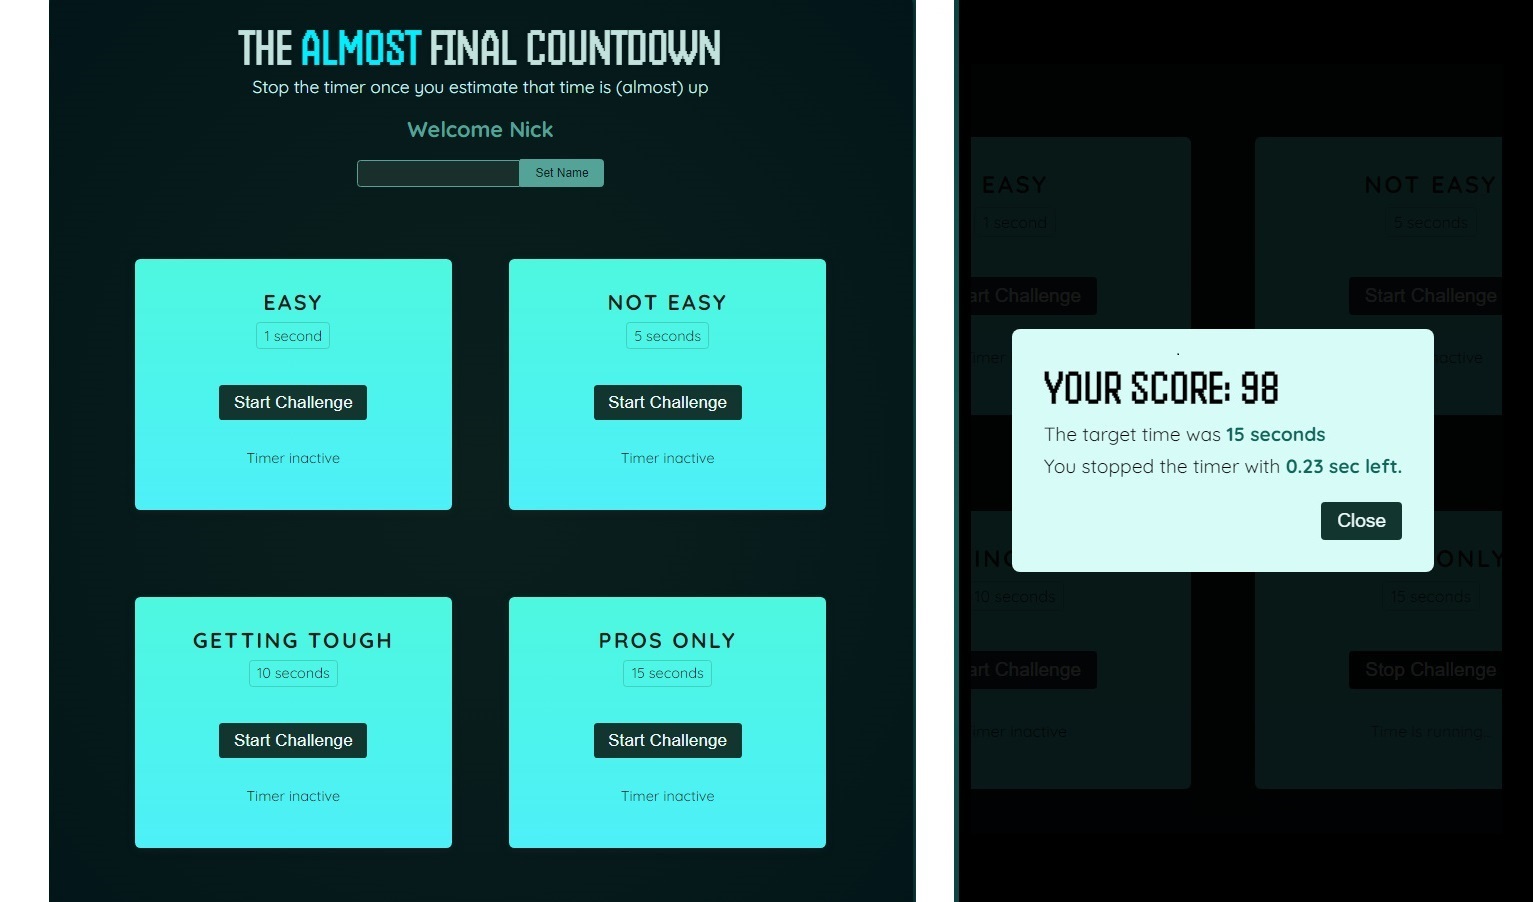 THE ALMOST FINAL COUNTDOWN
Stop the timer once you estimate that time is (almost) up
Welcome Nick
Set Name
EASY
1 second
Start Challenge
Timer inactive
NOT EASY
5 seconds
Start Challenge
Timer inactive
GETTING TOUGH
10 seconds
Start Challenge
Timer inactive
PROS ONLY
15 seconds
Start Challenge
Timer inactive
EASY
1 second
art Challenge
imer
NOT EASY
5 seconds
Start Challenge
active
YOUR SCORE: 98
The target time was 15 seconds
You stopped the timer with 0.23 sec left.
Close
ING
10 seconds
art Challenge
imer inactive
ONLY
15 seconds
Stop Challenge
Time is running...